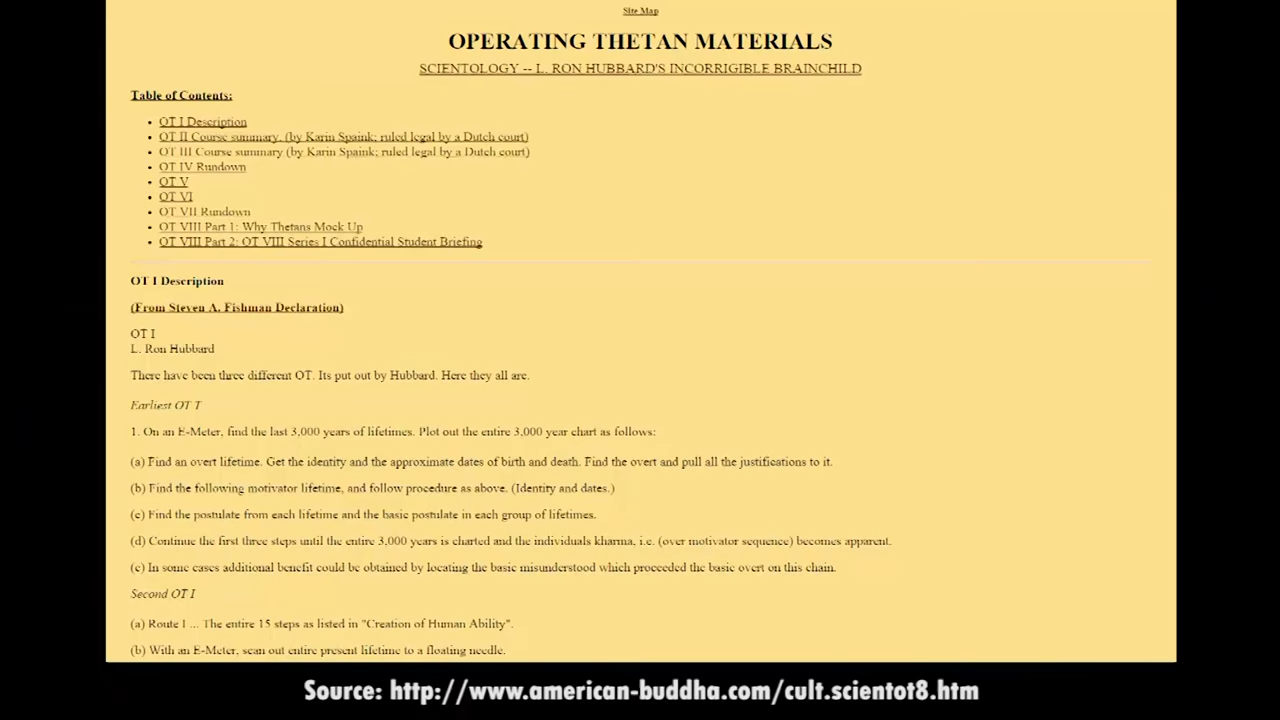 Site Map
OPERATING THETAN MATERIALS
SCIENTOLOGY -- L. RON HUBBARD'S INCORRIGIBLE BRAINCHILD
Table of Contents:
• OT I Description
• OT II Course summary, (by Karin Spaink; ruled legal by a Dutch court)
• OT III Course summary (by Karin Spaink; ruled legal by a Dutch court)
• OT IV Rundown
• OT V
• OT VI
• OT VII Rundown
• OT VIII Part 1: Why Thetans Mock Up
• OT VIII Part 2: OT VIII Series I Confidential Student Briefing
OT I Description
(From Steven A. Fishman Declaration)
OT I
L. Ron Hubbard
There have been three different OT. Its put out by Hubbard. Here they all are.
Earliest OT T
1. On an E-Meter, find the last 3,000 years of lifetimes. Plot out the entire 3,000 year chart as follows:
(a) Find an overt lifetime. Get the identity and the approximate dates of birth and death. Find the overt and pull all the justifications to it.
(b) Find the following motivator lifetime, and follow procedure as above. (Identity and dates.)
(c) Find the postulate from each lifetime and the basic postulate in each group of lifetimes.
(d) Continue the first three steps until the entire 3,000 years is charted and the individuals kharma, i.e. (over motivator sequence) becomes apparent.
(e) In some cases additional benefit could be obtained by locating the basic misunderstood which proceeded the basic overt on this chain.
Second OT I
(a) Route I ... The entire 15 steps as listed in "Creation of Human Ability".
(b) With an E-Meter, scan out entire present lifetime to a floating needle.
Source: http://www.american-buddha.com/cult.scientot8.htm